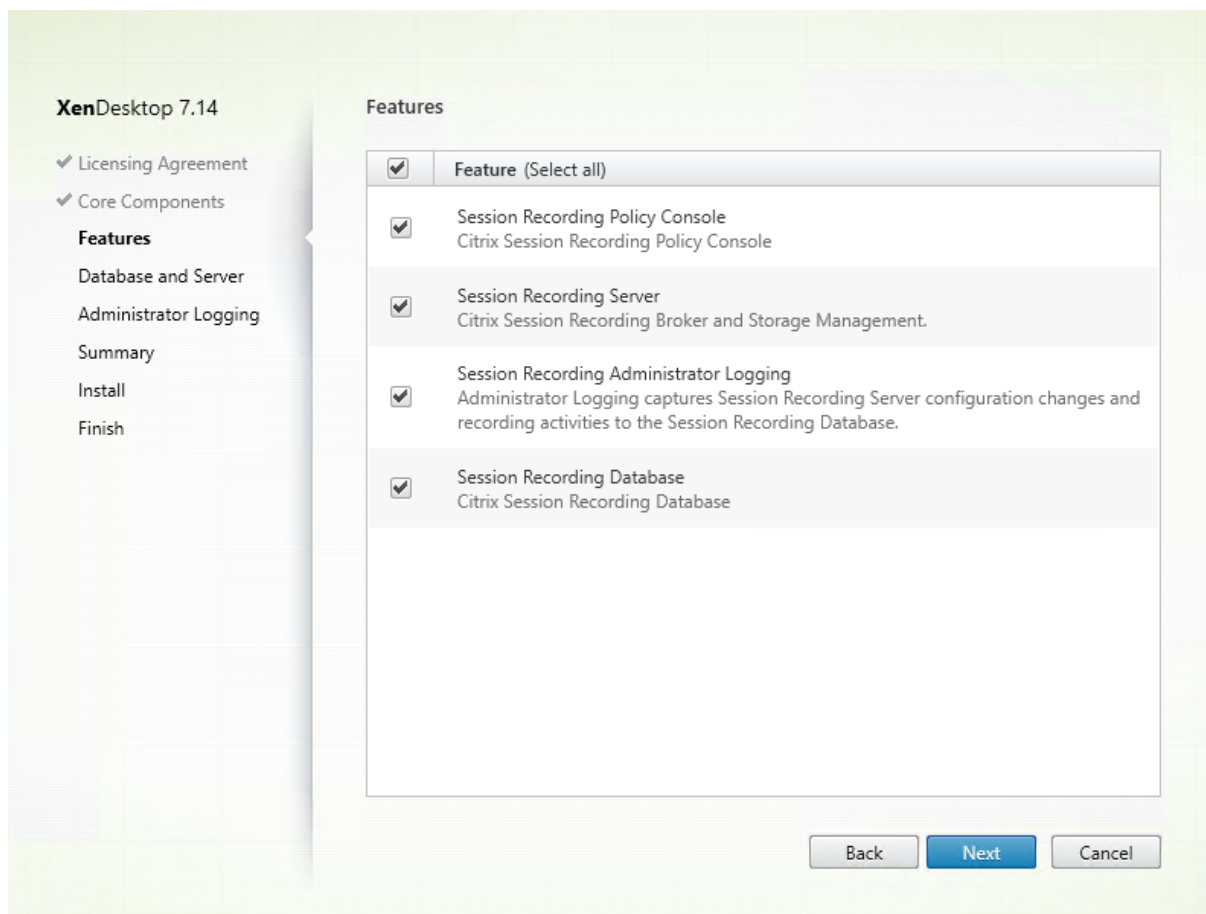 XenDesktop 7.14
Licensing Agreement
Core Components
Features
Database and Server
Administrator Logging
Summary
Install
Finish
Features
Feature (Select all)
Session Recording Policy Console
Citrix Session Recording Policy Console
Session Recording Server
Citrix Session Recording Broker and Storage Management.
Session Recording Administrator Logging
Administrator Logging captures Session Recording Server configuration changes and
recording activities to the Session Recording Database.
Session Recording Database
Citrix Session Recording Database
Back
Next
Cancel